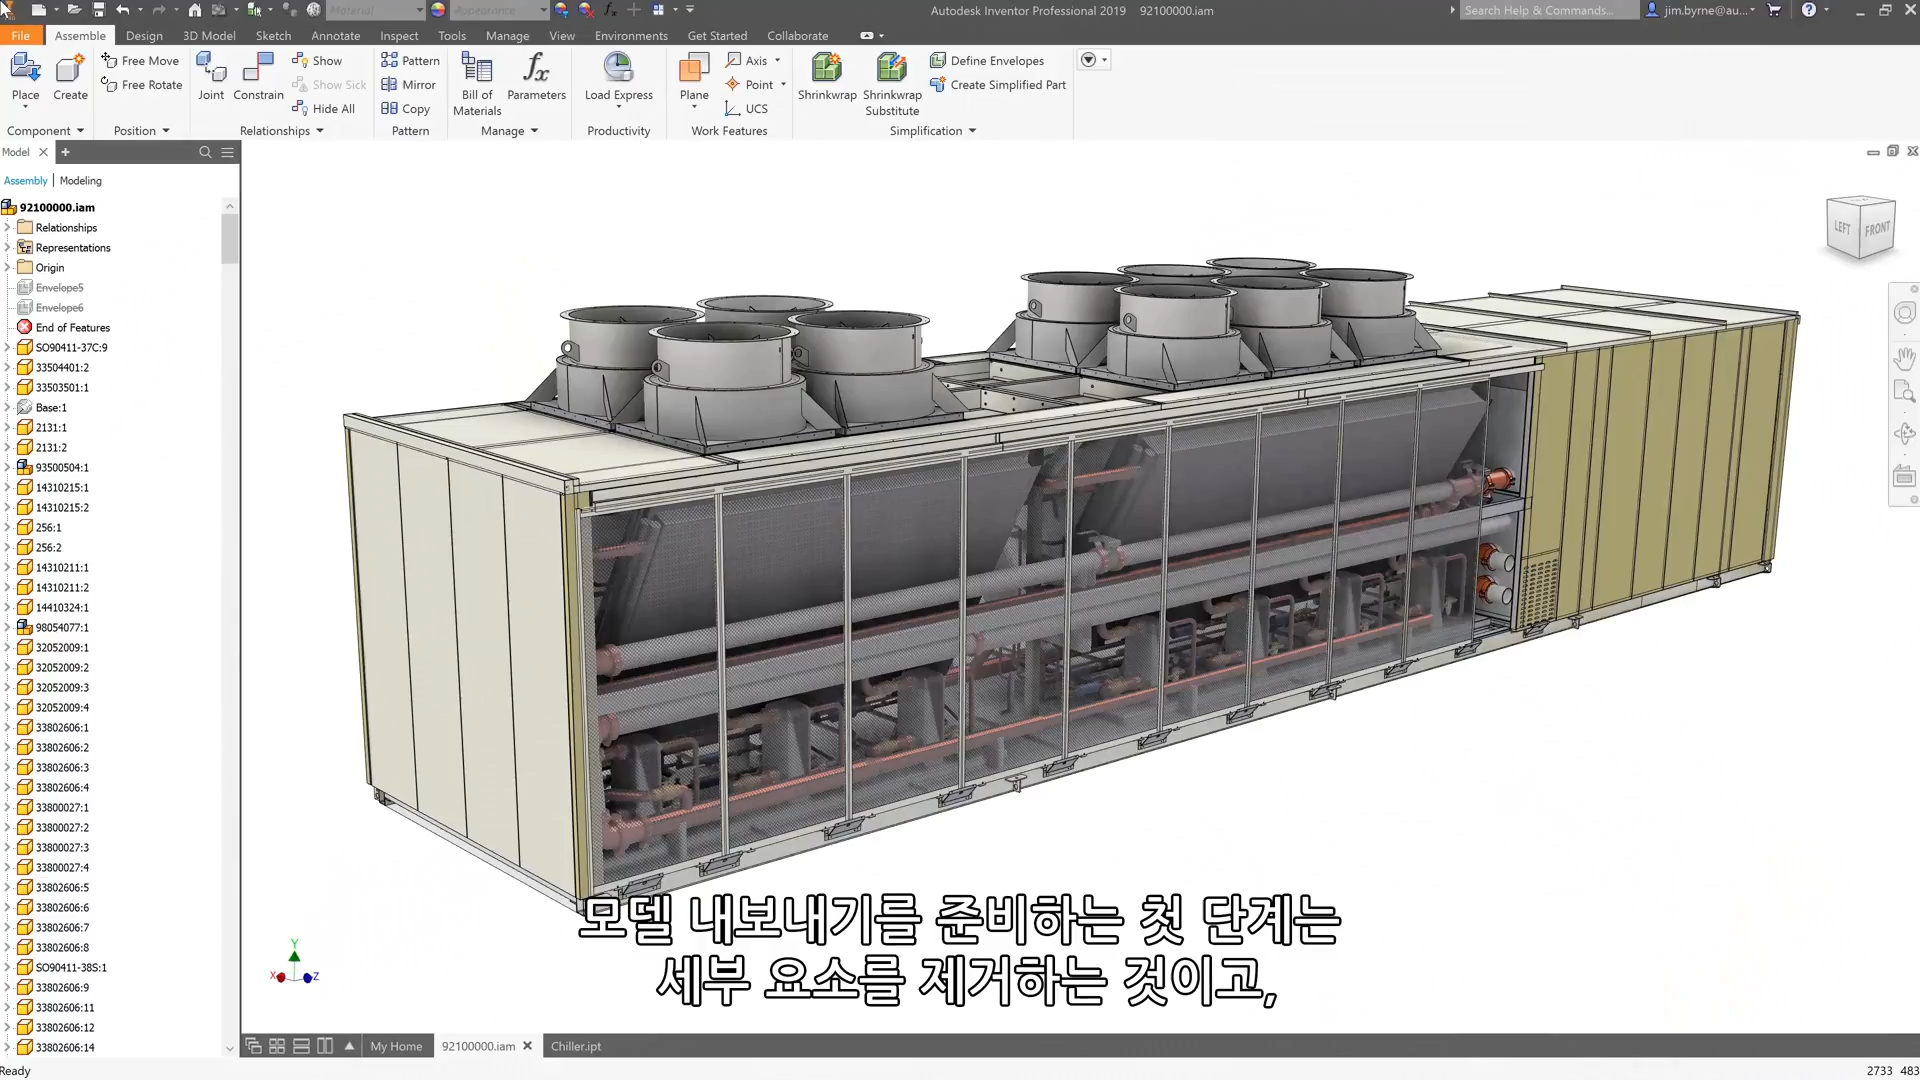 Material
Appearance
Autodesk Inventor Professional 2019 92100000.iam
Search Help & Commands...
jim.byrne@au...
File
Assemble
Design
3D Model
Sketch
Annotate
Inspect
Tools
Manage
View
Environments
Get Started
Collaborate
Place
Create
Free Move
Free Rotate
Joint
Constrain
Show
Show Sick
Hide All
Pattern
Mirror
Copy
Bill of
Materials
Parameters
Load Express
Plane
Axis
Point
UCS
Shrinkwrap
Shrinkwrap
Substitute
Define Envelopes
Create Simplified Part
Component
Position
Relationships
Pattern
Manage
Productivity
Work Features
Simplification
Model
Assembly | Modeling
92100000.iam
Relationships
Representations
Origin
Envelope5
Envelope6
End of Features
SO90411-37C:9
33504401:2
33503501:1
Base:1
2131:1
2131:2
93500504:1
14310215:1
14310215:2
256:1
256:2
14310211:1
14310211:2
14410324:1
98054077:1
32052009:1
32052009:2
32052009:3
32052009:4
33802606:1
33802606:2
33802606:3
33802606:4
33800027:1
33800027:2
33800027:3
33800027:4
33802606:5
33802606:6
33802606:7
33802606:8
SO90411-38S:1
33802606:9
33802606:11
33802606:12
33802606:14
LEFT
FRONT
Y
X
Z
모델 내보내기를 준비하는 첫 단계는
세부 요소를 제거하는 것이고,
My Home
92100000.iam
Chiller.ipt
Ready
2733 483